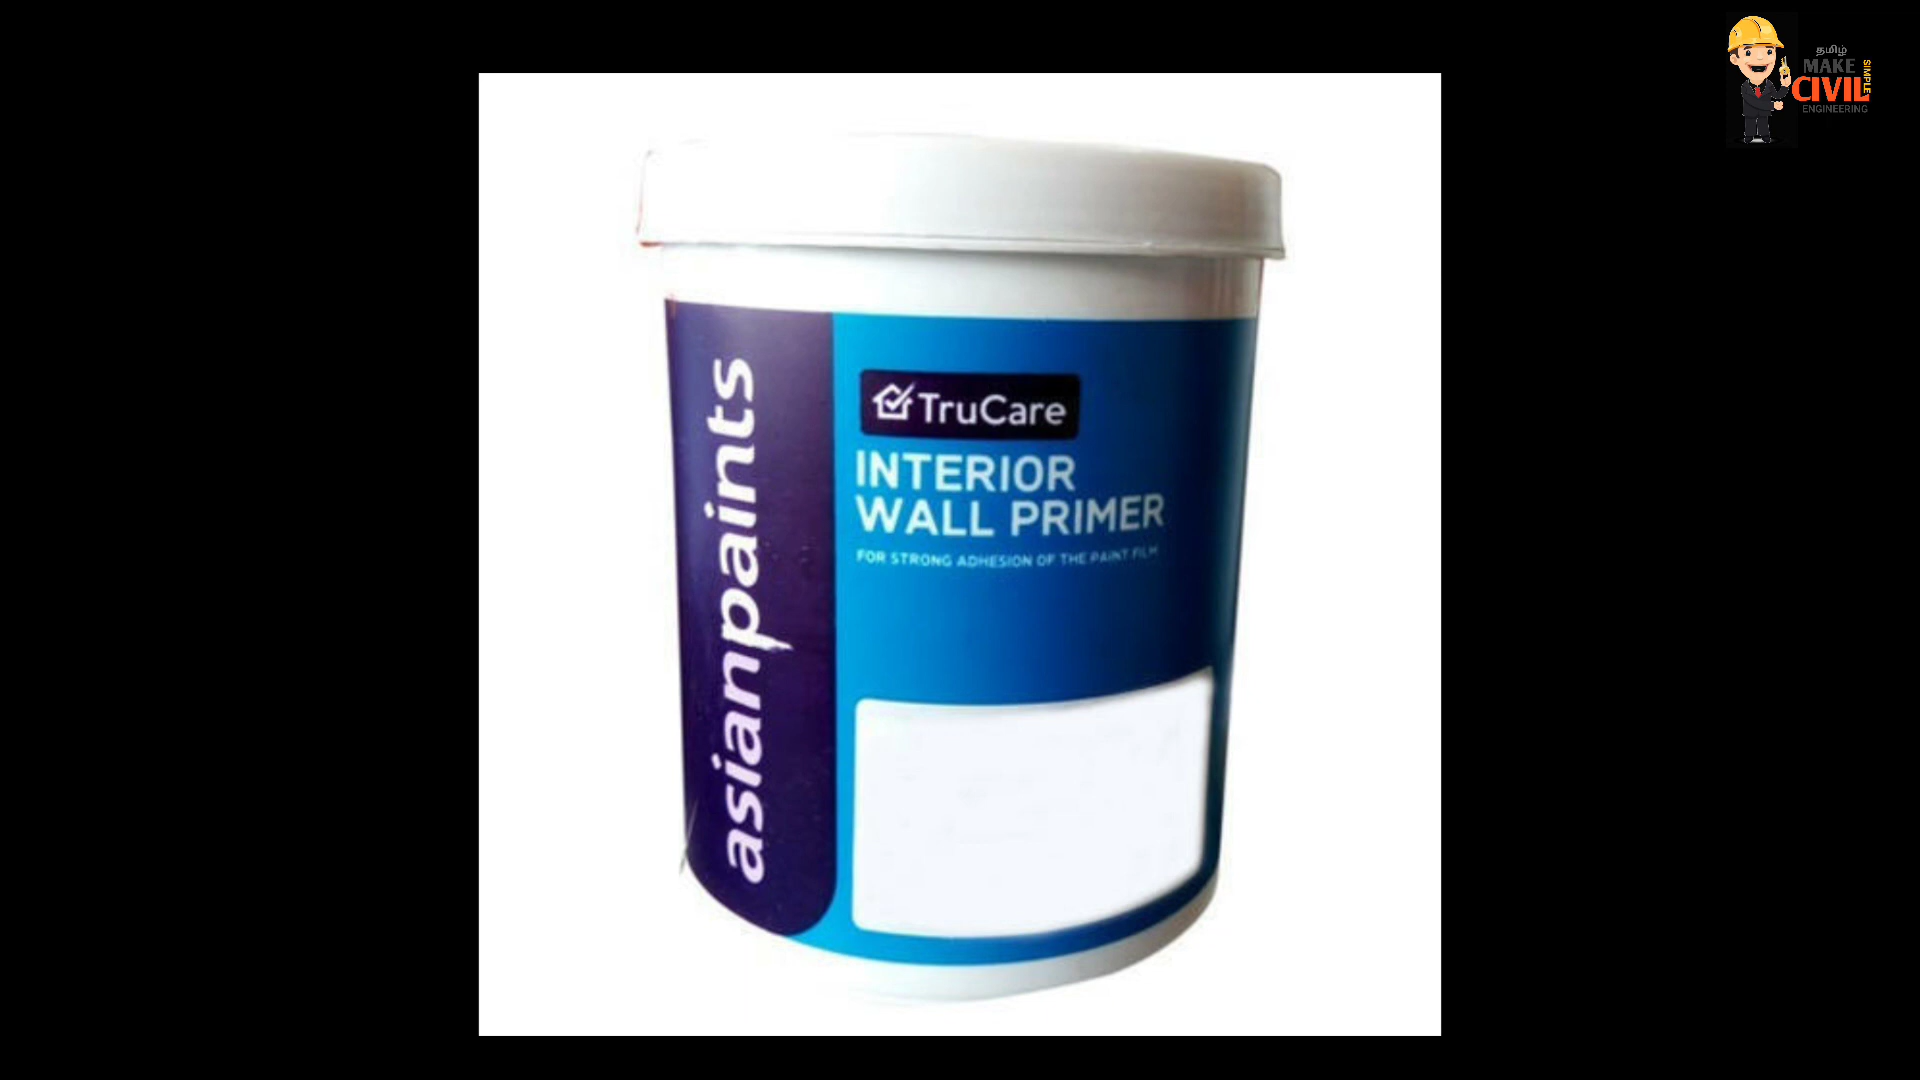 asianpaints
TruCare
INTERIOR
WALL PRIMER
FOR STRONG ADHESION OF THE PAINT FILM
தமிழ்
MAKE
CIVIL
SIMPLE
ENGINEERING